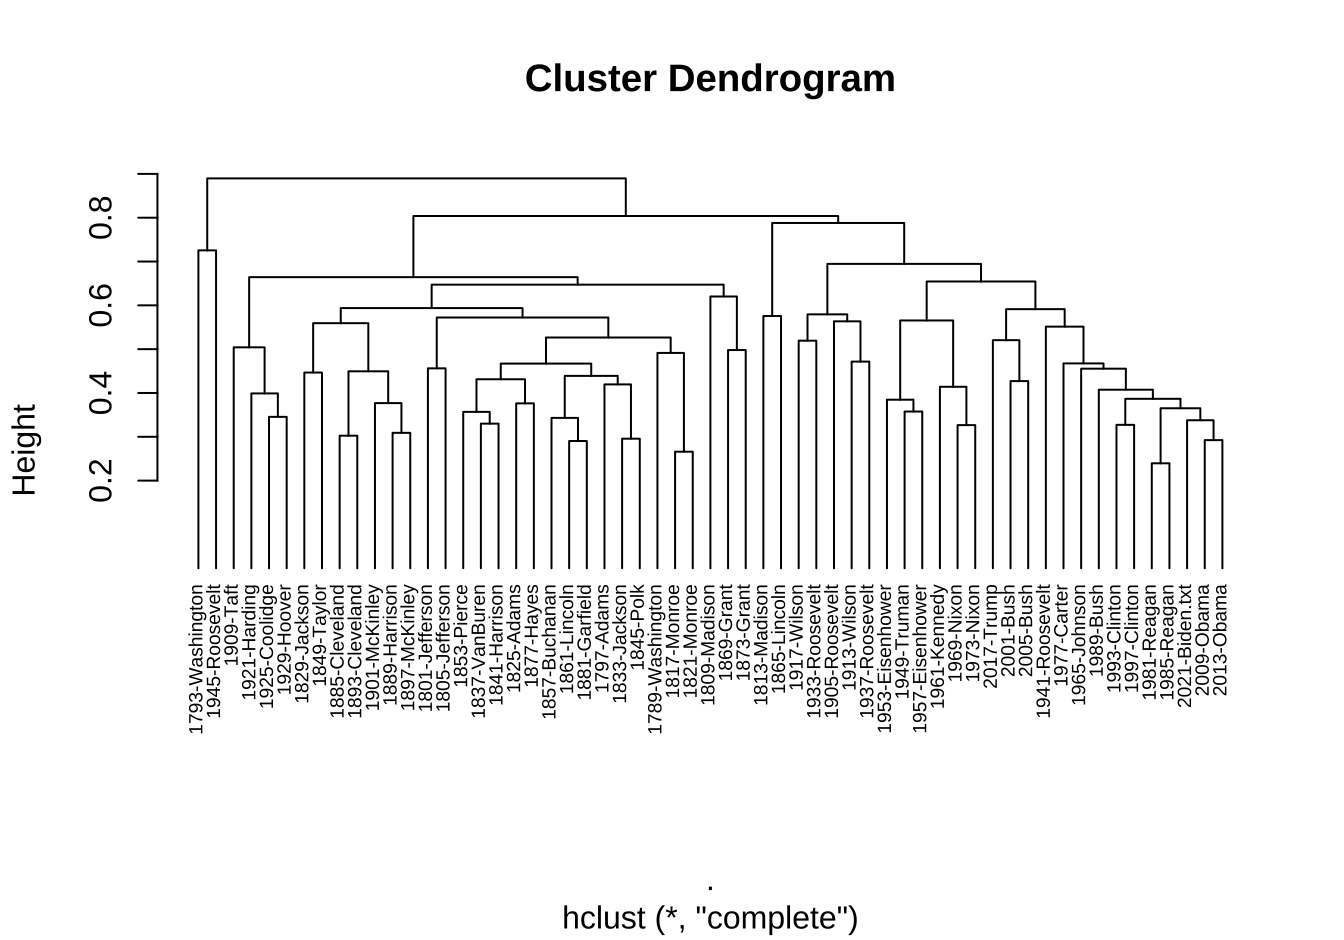 Cluster Dendrogram
Height
0.2
0.4
0.6
0.8
1793-Washington
1945-Roosevelt
1909-Taft
1921-Harding
1925-Coolidge
1929-Hoover
1829-Jackson
1849-Taylor
1885-Cleveland
1893-Cleveland
1901-McKinley
1889-Harrison
1897-McKinley
1801-Jefferson
1805-Jefferson
1853-Pierce
1837-VanBuren
1841-Harrison
1825-Adams
1877-Hayes
1857-Buchanan
1861-Lincoln
1881-Garfield
1797-Adams
1833-Jackson
1845-Polk
1789-Washington
1817-Monroe
1821-Monroe
1809-Madison
1869-Grant
1873-Grant
1813-Madison
1865-Lincoln
1917-Wilson
1933-Roosevelt
1905-Roosevelt
1913-Wilson
1937-Roosevelt
1953-Eisenhower
1949-Truman
1957-Eisenhower
1961-Kennedy
1969-Nixon
1973-Nixon
2017-Trump
2001-Bush
2005-Bush
1941-Roosevelt
1977-Carter
1965-Johnson
1989-Bush
1993-Clinton
1997-Clinton
1981-Reagan
1985-Reagan
2021-Biden.txt
2009-Obama
2013-Obama
.
hclust (*, "complete")